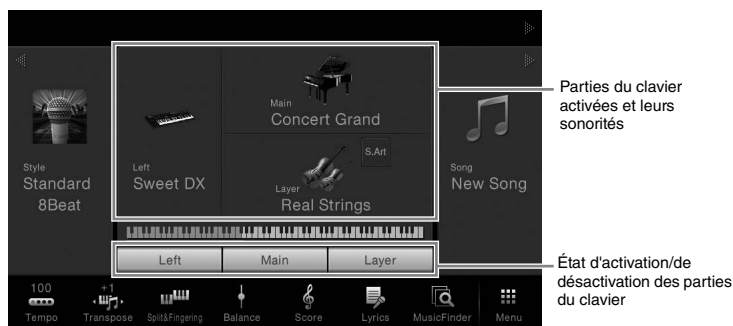 Main
Concert Grand
Parties du clavier
activées et leurs
sonorités
Style
Standard
8Beat
Left
Sweet DX
S.Art
Layer
Real Strings
Song
New Song
Left
Main
Layer
État d'activation/de
désactivation des parties
du clavier
100
+1
Tempo
Transpose
Split&Fingering
Balance
Score
Lyrics
MusicFinder
Menu